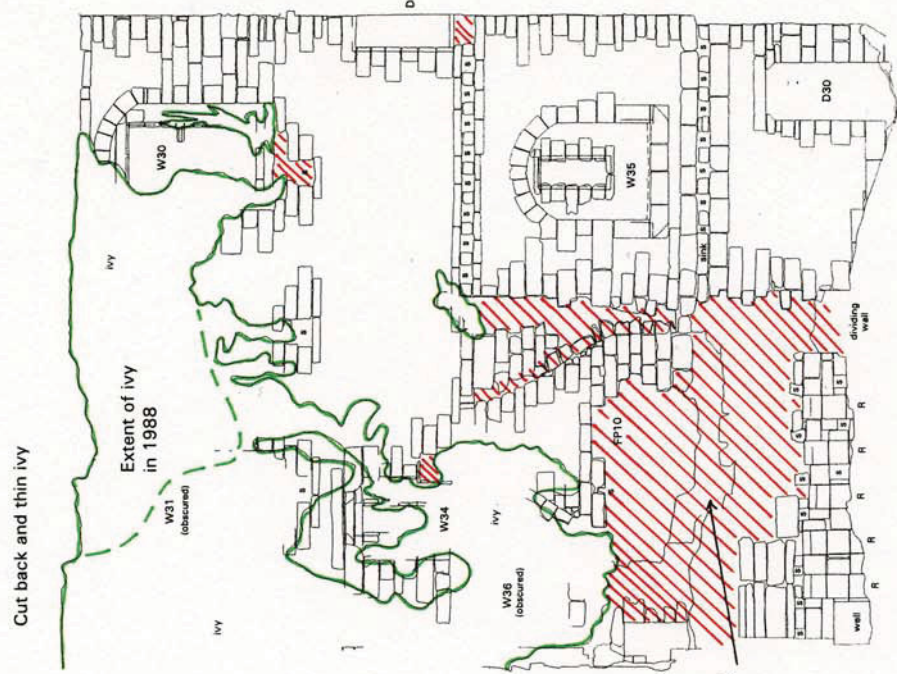 Cut back and thin ivy
D
W30
ivy
s
Extent of ivy
in 1988
s
W31
(obscured)
ivy
s
W34
ivy
W36
(obscured)
s
FP10
s
s
s
s
s
s
s
W35
s
s
s
s
s
sink
s
D30
dividing
wall
s
s
s
s
s
s
s
R
R
R
R
R
well